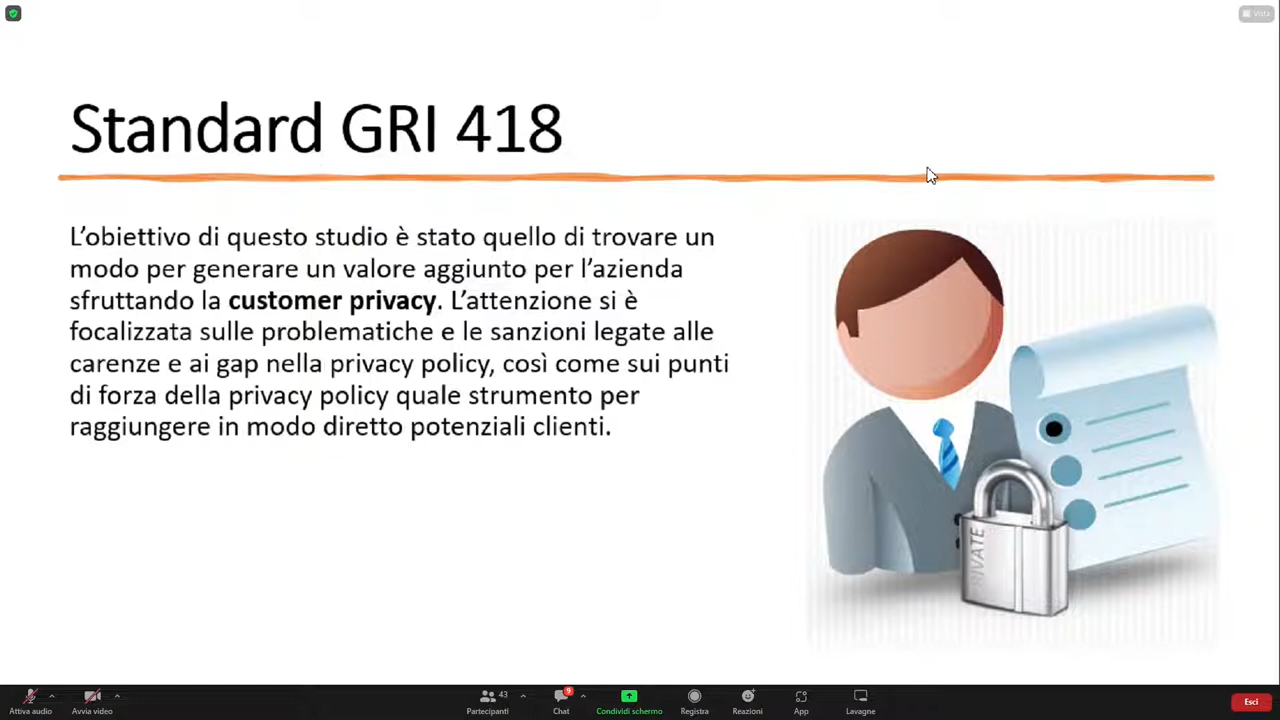 Vista
Standard GRI 418
L’obiettivo di questo studio è stato quello di trovare un
modo per generare un valore aggiunto per l’azienda
sfruttando la customer privacy. L’attenzione si è
focalizzata sulle problematiche e le sanzioni legate alle
carenze e ai gap nella privacy policy, così come sui punti
di forza della privacy policy quale strumento per
raggiungere in modo diretto potenziali clienti.
Attiva audio
Avvia video
43
Partecipanti
9
Chat
Condividi schermo
Registra
Reazioni
App
Lavagne
Esci